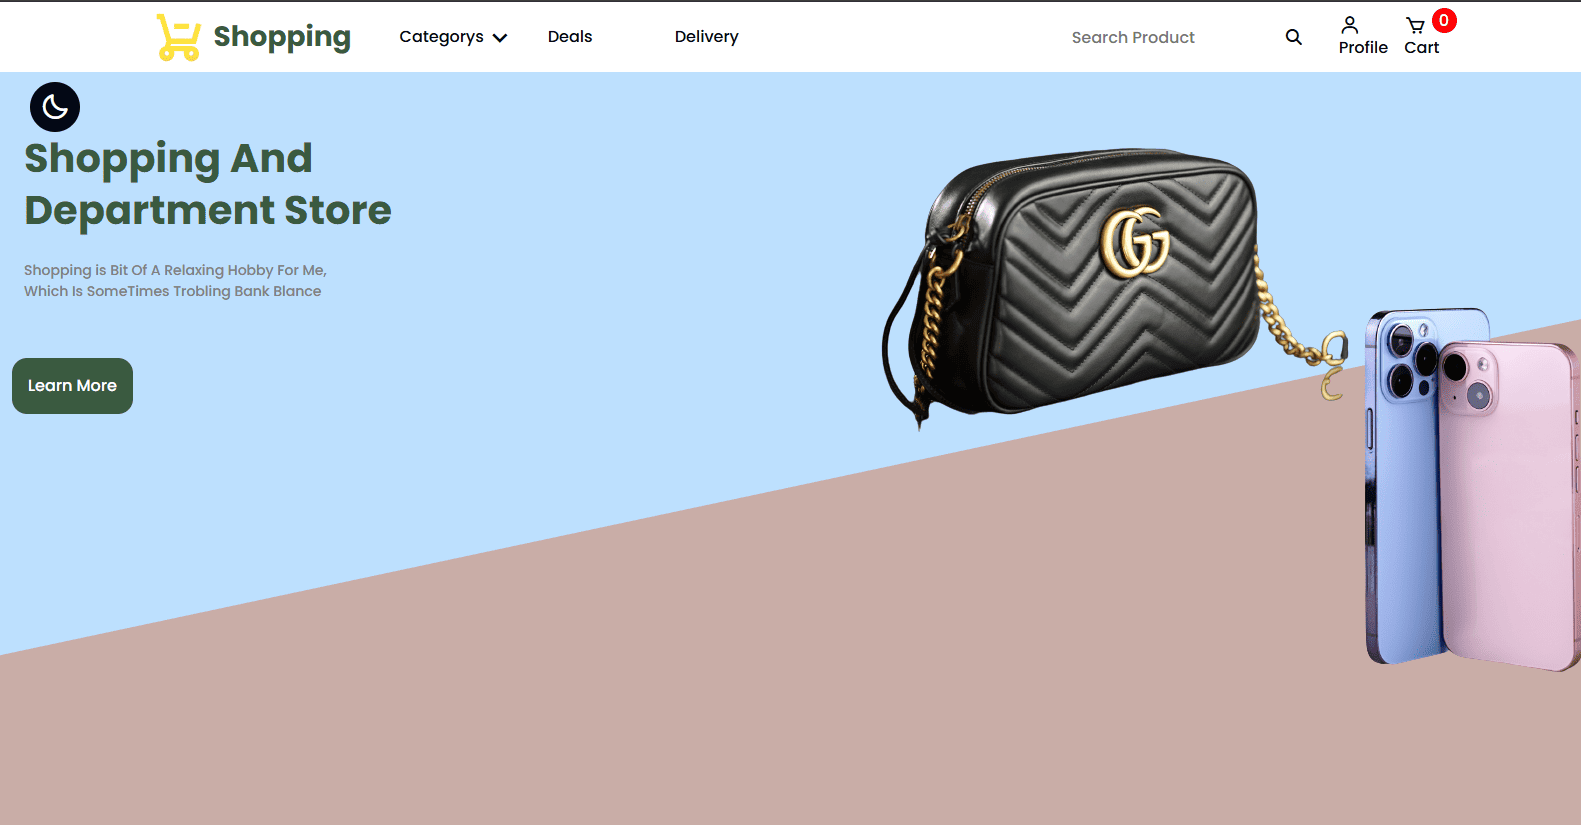 Shopping
Categorys
Deals
Delivery
Search Product
Profile
Cart
0
Shopping And
Department Store
Shopping is Bit Of A Relaxing Hobby For Me,
Which Is SomeTimes Trobling Bank Blance
Learn More